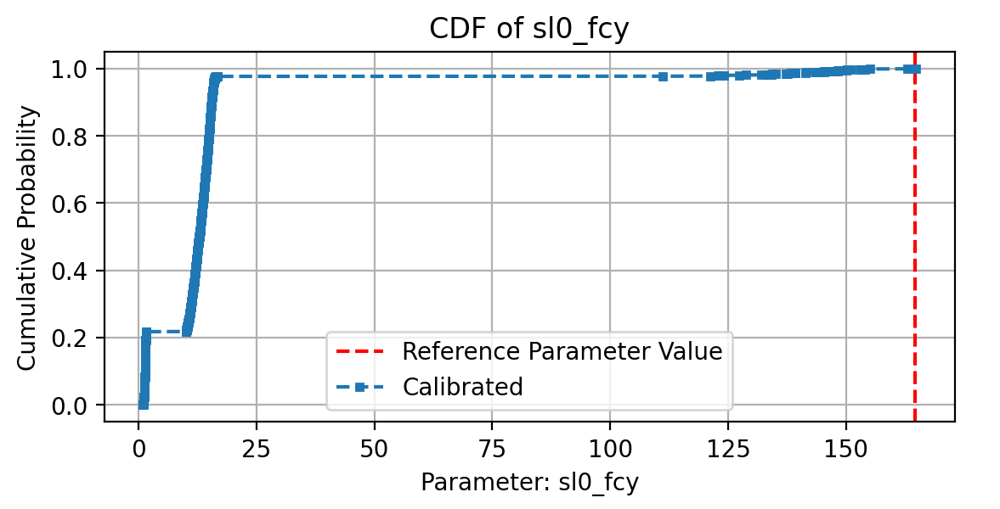 CDF of sl0_fcy
Cumulative Probability
1.0
0.8
0.6
0.4
0.2
0.0
Reference Parameter Value
Calibrated
0 25 50 75 100 125 150
Parameter: sl0_fcy